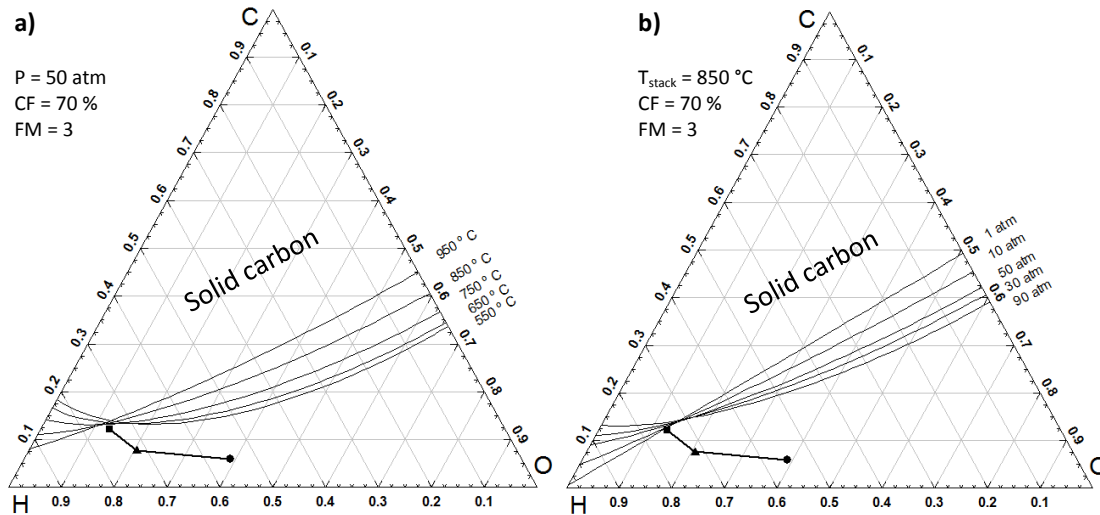 a)
P = 50 atm
CF = 70 %
FM = 3
C
0.9
0.8
0.7
0.6
0.5
0.4
0.3
0.2
0.1
0.1
0.2
0.3
0.4
0.5
0.6
0.7
0.8
0.9
Solid carbon
950 ° C
850 ° C
750 ° C
650 ° C
550 ° C
H
O
0.9
0.8
0.7
0.6
0.5
0.4
0.3
0.2
0.1
b)
Tstack = 850 °C
CF = 70 %
FM = 3
C
0.9
0.8
0.7
0.6
0.5
0.4
0.3
0.2
0.1
0.1
0.2
0.3
0.4
0.5
0.6
0.7
0.8
0.9
Solid carbon
1 atm
10 atm
50 atm
30 atm
90 atm
H
O
0.9
0.8
0.7
0.6
0.5
0.4
0.3
0.2
0.1